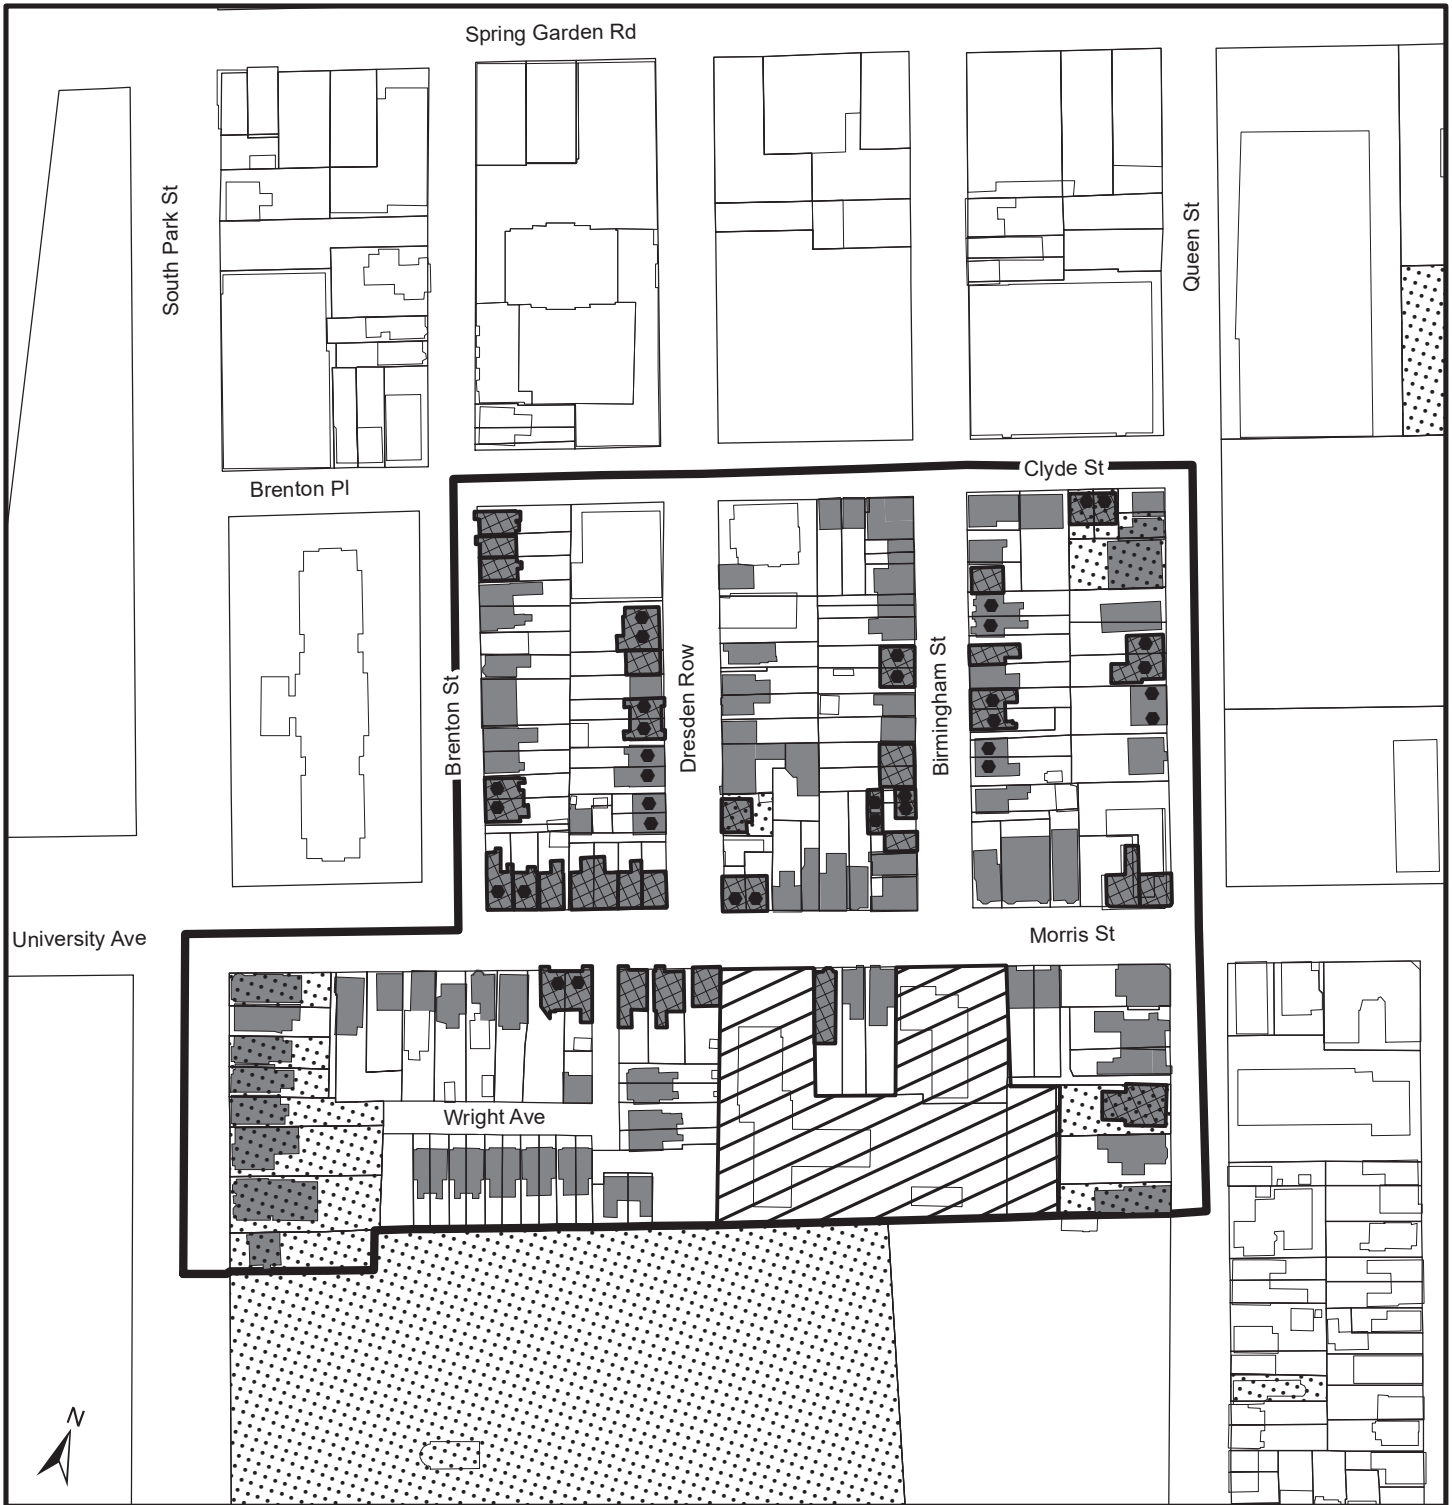 Spring Garden Rd
South Park St
Queen St
Clyde St
Brenton Pl
Brenton St
Dresden Row
Birmingham St
University Ave
Morris St
Wright Ave
N